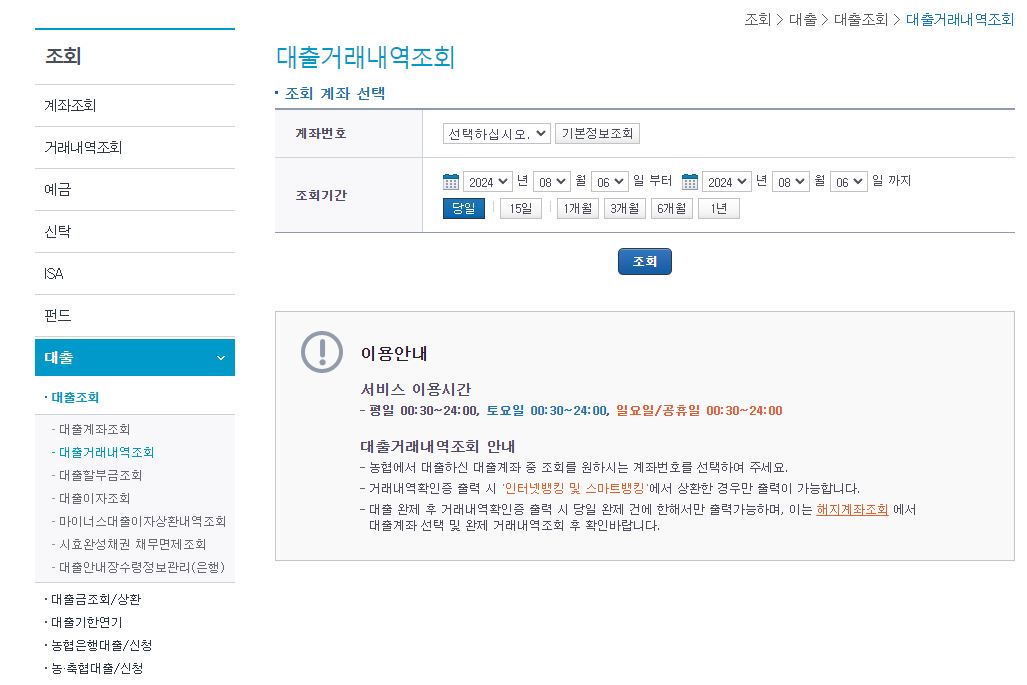 조회 > 대출 > 대출조회 > 대출거래내역조회
조회
계좌조회
거래내역조회
예금
신탁
ISA
펀드
대출
· 대출조회
- 대출계좌조회
- 대출거래내역조회
- 대출할부금조회
- 대출이자조회
- 마이너스대출이자상환내역조회
- 시효완성채권 채무면제조회
- 대출안내장수령정보관리(은행)
· 대출금조회/상환
· 대출기한연기
· 농협은행대출/신청
· 농·축협대출/신청
대출거래내역조회
· 조회 계좌 선택
계좌번호 선택하십시오. 기본정보조회
조회기간 2024 년 08 월 06 일 부터 2024 년 08 월 06 일 까지
당일 | 15일 | 1개월 3개월 6개월 1년
조회
이용안내
서비스 이용시간
- 평일 00:30~24:00, 토요일 00:30~24:00, 일요일/공휴일 00:30~24:00
대출거래내역조회 안내
- 농협에서 대출하신 대출계좌 중 조회를 원하시는 계좌번호를 선택하여 주세요.
- 거래내역확인증 출력 시 '인터넷뱅킹 및 스마트뱅킹'에서 상환한 경우만 출력이 가능합니다.
- 대출 완제 후 거래내역확인증 출력 시 당일 완제 건에 한해서만 출력가능하며, 이는 해지계좌조회 에서
대출계좌 선택 및 완제 거래내역조회 후 확인바랍니다.